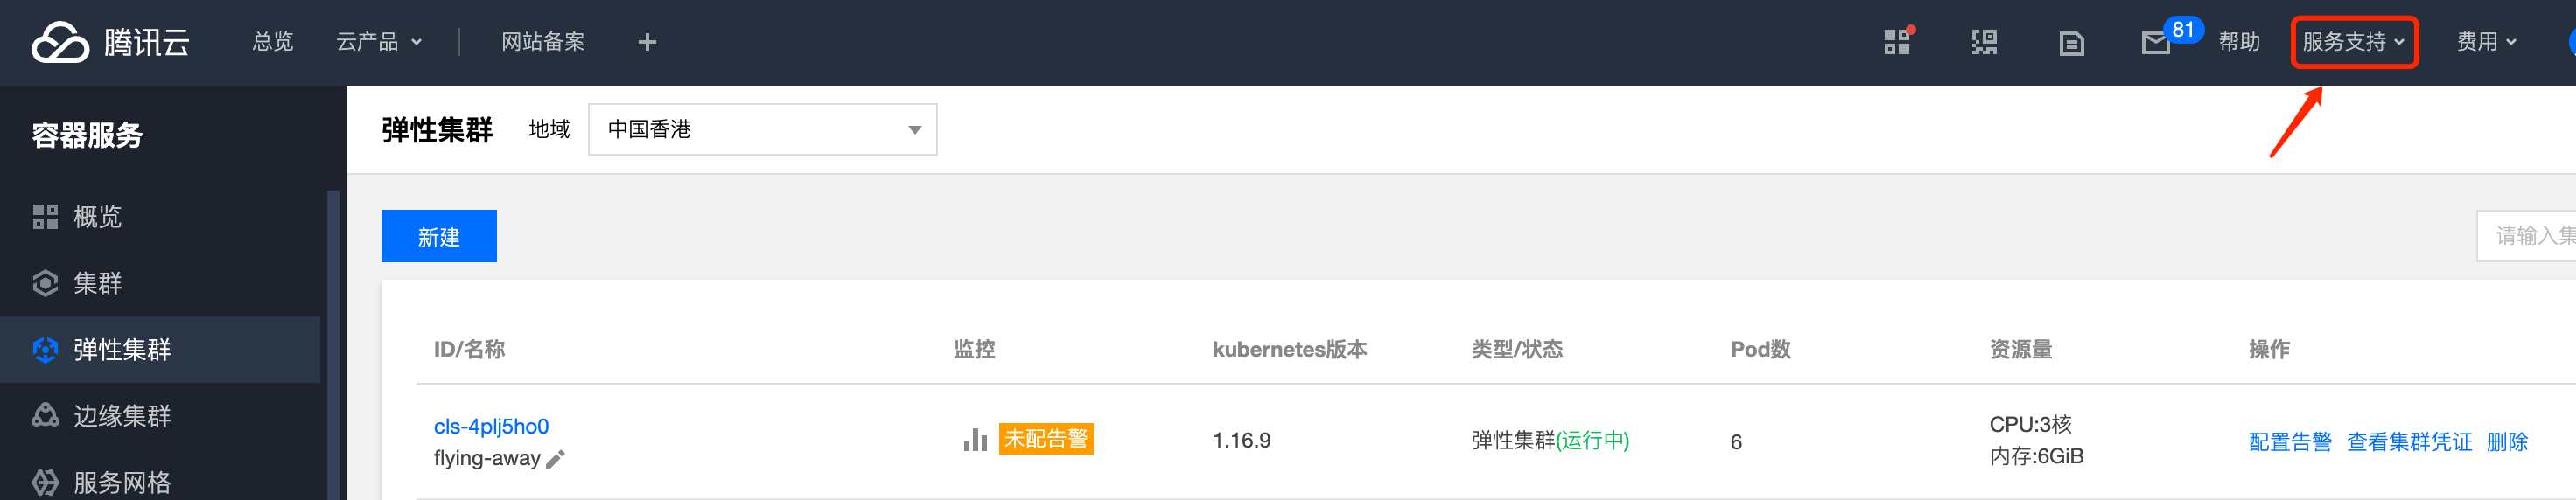 腾讯云
总览
云产品
网站备案
81
帮助
服务支持
费用
容器服务
概览
集群
弹性集群
边缘集群
服务网格
弹性集群 地域 中国香港
新建
请输入集
ID/名称 监控 kubernetes版本 类型/状态 Pod数 资源量 操作
cls-4plj5ho0
flying-away
未配告警
1.16.9
弹性集群(运行中)
6
CPU:3核
内存:6GiB
配置告警 查看集群凭证 删除